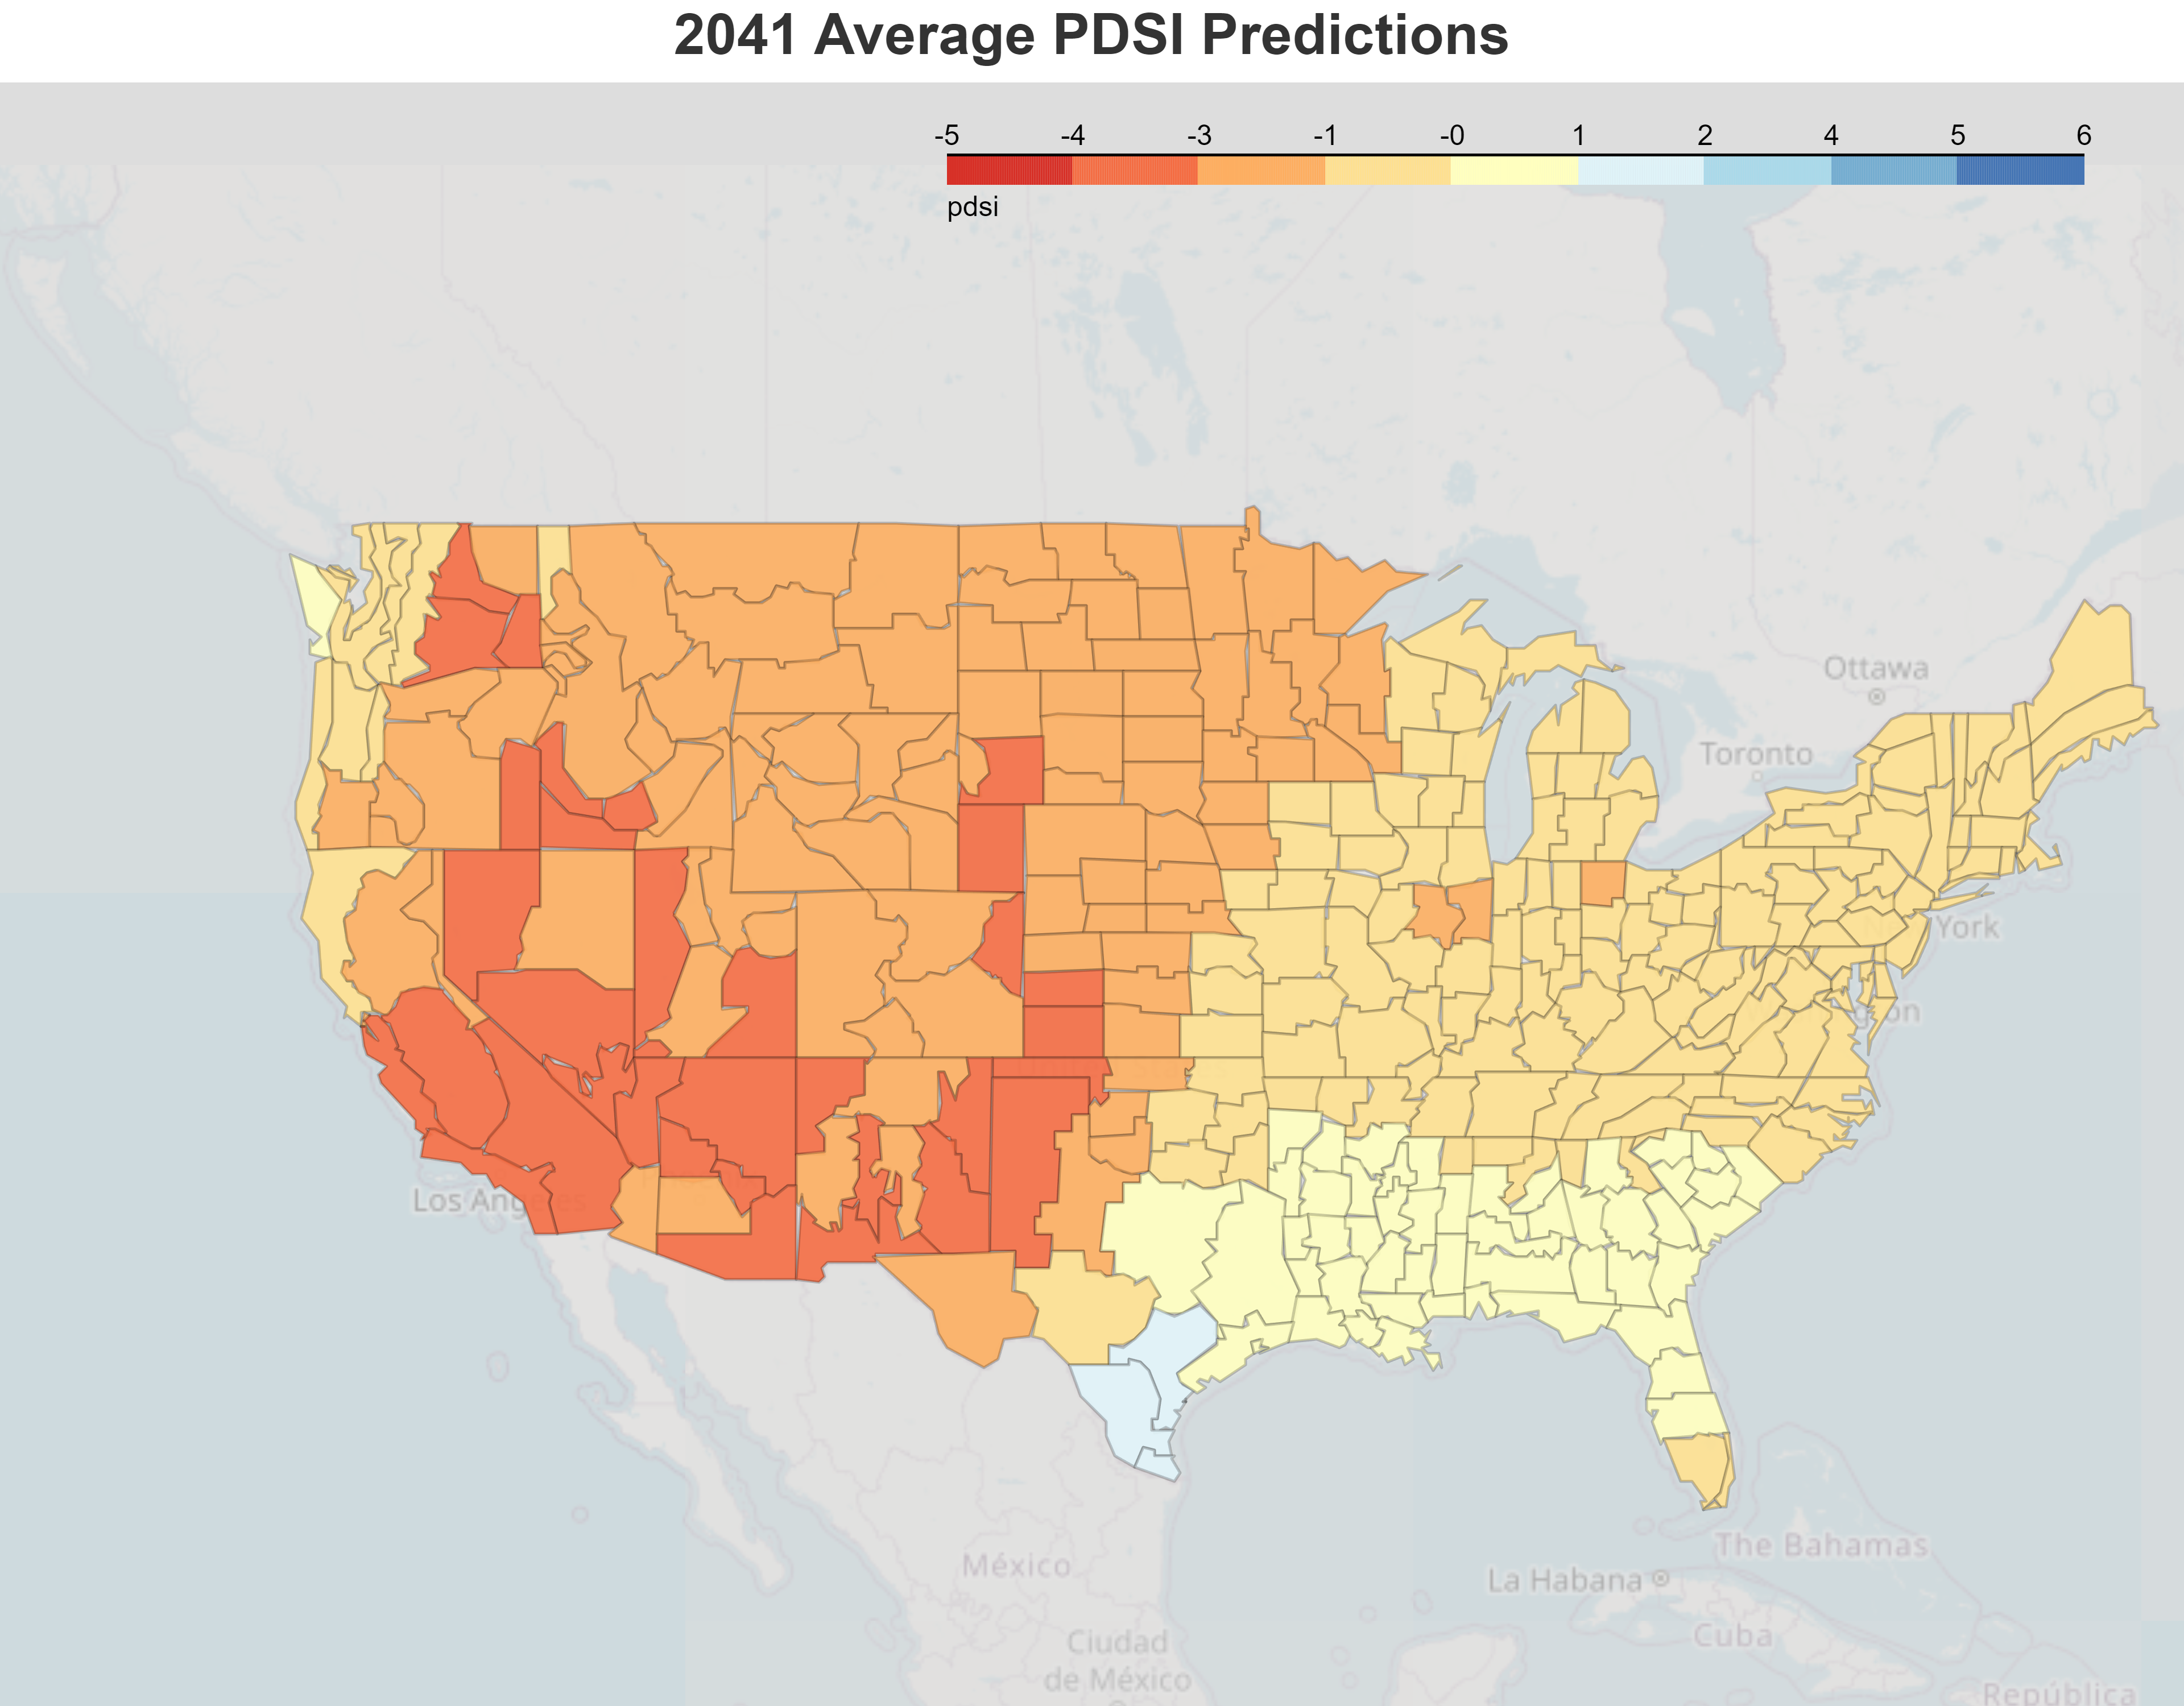 2041 Average PDSI Predictions
-5 -4 -3 -1 -0 1 2 4 5 6
pdsi
Ottawa
Toronto
York
Los Angeles
The Bahamas
La Habana
México
Cuba
Ciudad
de México
República